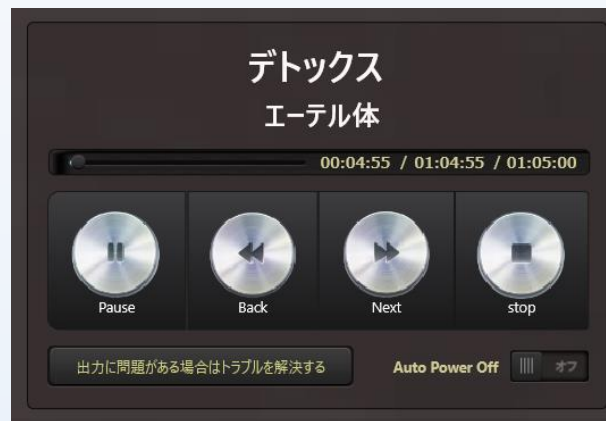 デトックス
エーテル体
00:04:55 / 01:04:55 / 01:05:00
Pause Back Next stop
出力に問題がある場合はトラブルを解決する Auto Power Off オフ